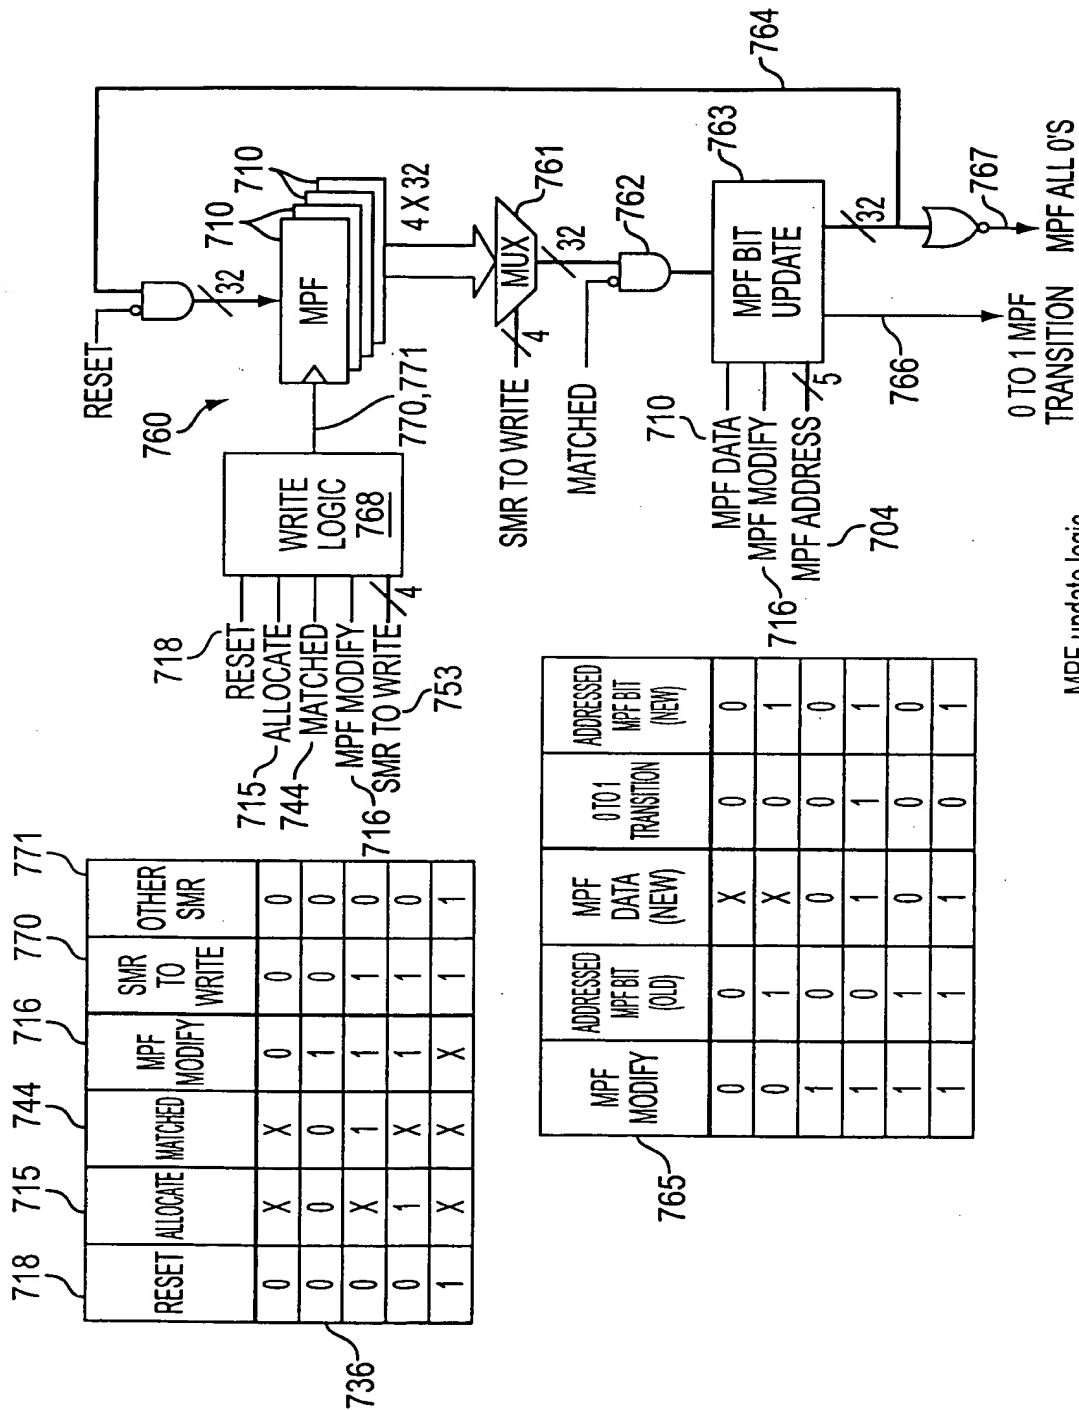 718
715
744
716
770
771
RESET
ALLOCATE
MATCHED
MPF
MODIFY
SMR
TO
WRITE
OTHER
SMR
0 X X 0 0 0
0 0 0 1 0 0
0 X 1 1 1 0
0 1 X 1 1 0
1 X X X 1 1
736
718
RESET
715
ALLOCATE
744
MATCHED
716
MPF MODIFY
SMR TO WRITE
753
4
WRITE
LOGIC
768
760
770,771
RESET
32
MPF
710
710
4 X 32
SMR TO WRITE
4
MUX
761
32
MATCHED
762
710
MPF DATA
716
MPF MODIFY
MPF ADDRESS
704
5
MPF BIT
UPDATE
763
32
764
766
767
0 TO 1 MPF
TRANSITION
MPF ALL 0'S
765
MPF
MODIFY
ADDRESSED
MPF BIT
(OLD)
MPF
DATA
(NEW)
0 TO 1
TRANSITION
ADDRESSED
MPF BIT
(NEW)
0 0 X 0 0
0 1 X 0 1
1 0 0 0 0
1 0 1 1 1
1 1 0 0 0
1 1 1 0 1
MPF update logic